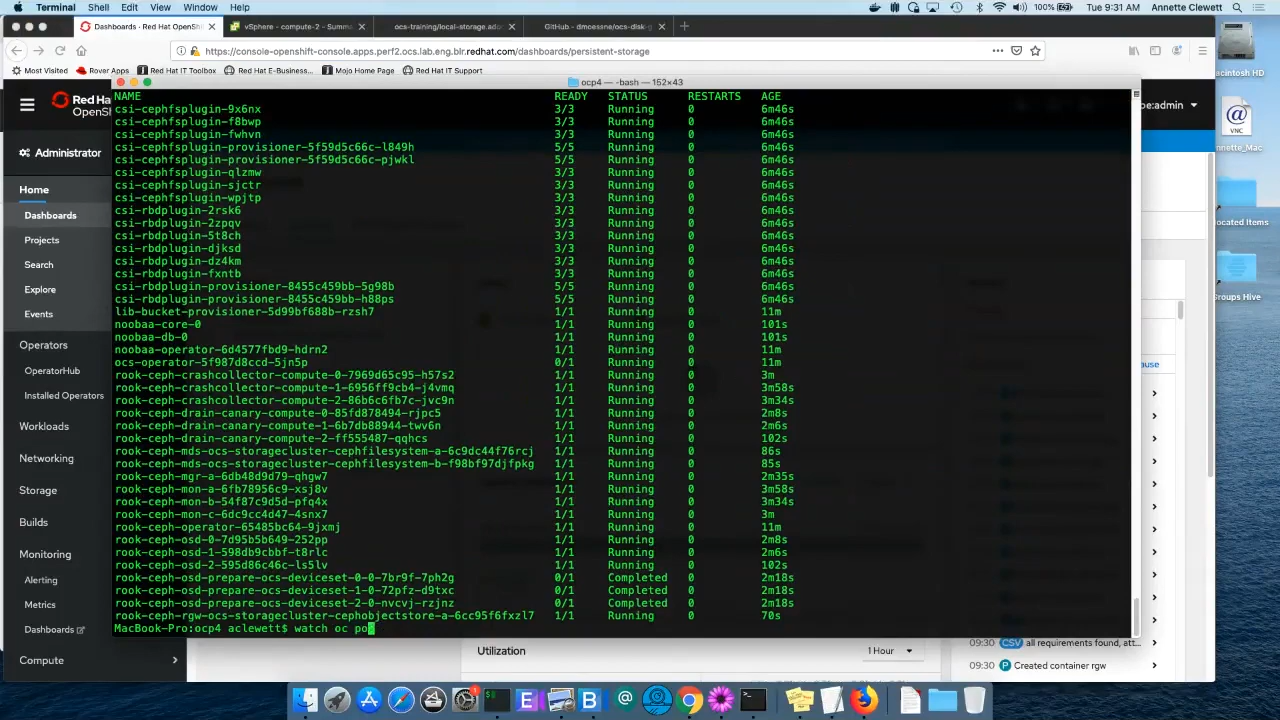 Terminal Shell Edit View Window Help 100% Tue 9:31 AM Annette Clewett
Dashboards · Red Hat OpenShift vSphere - compute-2 - Summ ocs-training/local-storage.ado GitHub - dmoessne/ocs-disk-g
https://console-openshift-console.apps.perf2.ocs.lab.eng.blr.redhat.com/dashboards/persistent-storage
Most Visited Rover Apps Red Hat IT Toolbox Red Hat E-Business... Mojo Home Page Red Hat IT Support
ocp4 — -bash — 152×43
NAME READY STATUS RESTARTS AGE
csi-cephfsplugin-9x6nx 3/3 Running 0 6m46s
csi-cephfsplugin-f8bwp 3/3 Running 0 6m46s
csi-cephfsplugin-fwhvn 3/3 Running 0 6m46s
csi-cephfsplugin-provisioner-5f59d5c66c-l849h 5/5 Running 0 6m46s
csi-cephfsplugin-provisioner-5f59d5c66c-pjwkl 5/5 Running 0 6m46s
csi-cephfsplugin-qlzmw 3/3 Running 0 6m46s
csi-cephfsplugin-sjctr 3/3 Running 0 6m46s
csi-cephfsplugin-wpjtp 3/3 Running 0 6m46s
csi-rbdplugin-2rsk6 3/3 Running 0 6m46s
csi-rbdplugin-2zpqv 3/3 Running 0 6m46s
csi-rbdplugin-5t8ch 3/3 Running 0 6m46s
csi-rbdplugin-djksd 3/3 Running 0 6m46s
csi-rbdplugin-dz4km 3/3 Running 0 6m46s
csi-rbdplugin-fxntb 3/3 Running 0 6m46s
csi-rbdplugin-provisioner-8455c459bb-5g98b 5/5 Running 0 6m46s
csi-rbdplugin-provisioner-8455c459bb-h88ps 5/5 Running 0 6m46s
lib-bucket-provisioner-5d99bf688b-rzsh7 1/1 Running 0 11m
noobaa-core-0 1/1 Running 0 101s
noobaa-db-0 1/1 Running 0 101s
noobaa-operator-6d4577fbd9-hdrn2 1/1 Running 0 11m
ocs-operator-5f987d8ccd-5jn5p 0/1 Running 0 11m
rook-ceph-crashcollector-compute-0-7969d65c95-h57s2 1/1 Running 0 3m
rook-ceph-crashcollector-compute-1-6956ff9cb4-j4vmq 1/1 Running 0 3m58s
rook-ceph-crashcollector-compute-2-86b6c6fb7c-jvc9n 1/1 Running 0 3m34s
rook-ceph-drain-canary-compute-0-85fd878494-rjpc5 1/1 Running 0 2m8s
rook-ceph-drain-canary-compute-1-6b7db88944-twv6n 1/1 Running 0 2m6s
rook-ceph-drain-canary-compute-2-ff555487-qqhcs 1/1 Running 0 102s
rook-ceph-mds-ocs-storagecluster-cephfilesystem-a-6c9dc44f76rcj 1/1 Running 0 86s
rook-ceph-mds-ocs-storagecluster-cephfilesystem-b-f98bf97djfpkg 1/1 Running 0 85s
rook-ceph-mgr-a-6db48d9d79-qhgw7 1/1 Running 0 2m35s
rook-ceph-mon-a-6fb78956c9-xsj8v 1/1 Running 0 3m58s
rook-ceph-mon-b-54f87c9d5d-pfq4x 1/1 Running 0 3m34s
rook-ceph-mon-c-6dc9cc4d47-4snx7 1/1 Running 0 3m
rook-ceph-operator-65485bc64-9jxmj 1/1 Running 0 11m
rook-ceph-osd-0-7d95b5b649-252pp 1/1 Running 0 2m8s
rook-ceph-osd-1-598db9cbbf-t8rlc 1/1 Running 0 2m6s
rook-ceph-osd-2-595d86c46c-ls5lv 1/1 Running 0 102s
rook-ceph-osd-prepare-ocs-deviceset-0-0-7br9f-7ph2g 0/1 Completed 0 2m18s
rook-ceph-osd-prepare-ocs-deviceset-1-0-72pfz-d9txc 0/1 Completed 0 2m18s
rook-ceph-osd-prepare-ocs-deviceset-2-0-nvcvj-rzjnz 0/1 Completed 0 2m18s
rook-ceph-rgw-ocs-storagecluster-cephobjectstore-a-6cc95f6fxzl7 1/1 Running 0 70s
MacBook-Pro:ocp4 aclewett$ watch oc po
Red Hat
OpenSh
Administrator
Home
Dashboards
Projects
Search
Explore
Events
Operators
OperatorHub
Installed Operators
Workloads
Networking
Storage
Builds
Monitoring
Alerting
Metrics
Dashboards
Compute
be:admin
ause
Utilization
1 Hour
09:30 CSV all requirements found, att...
09:30 P Created container rgw
acintosh HD
VNC
nnette_Mac
ocated Items
Groups Hive